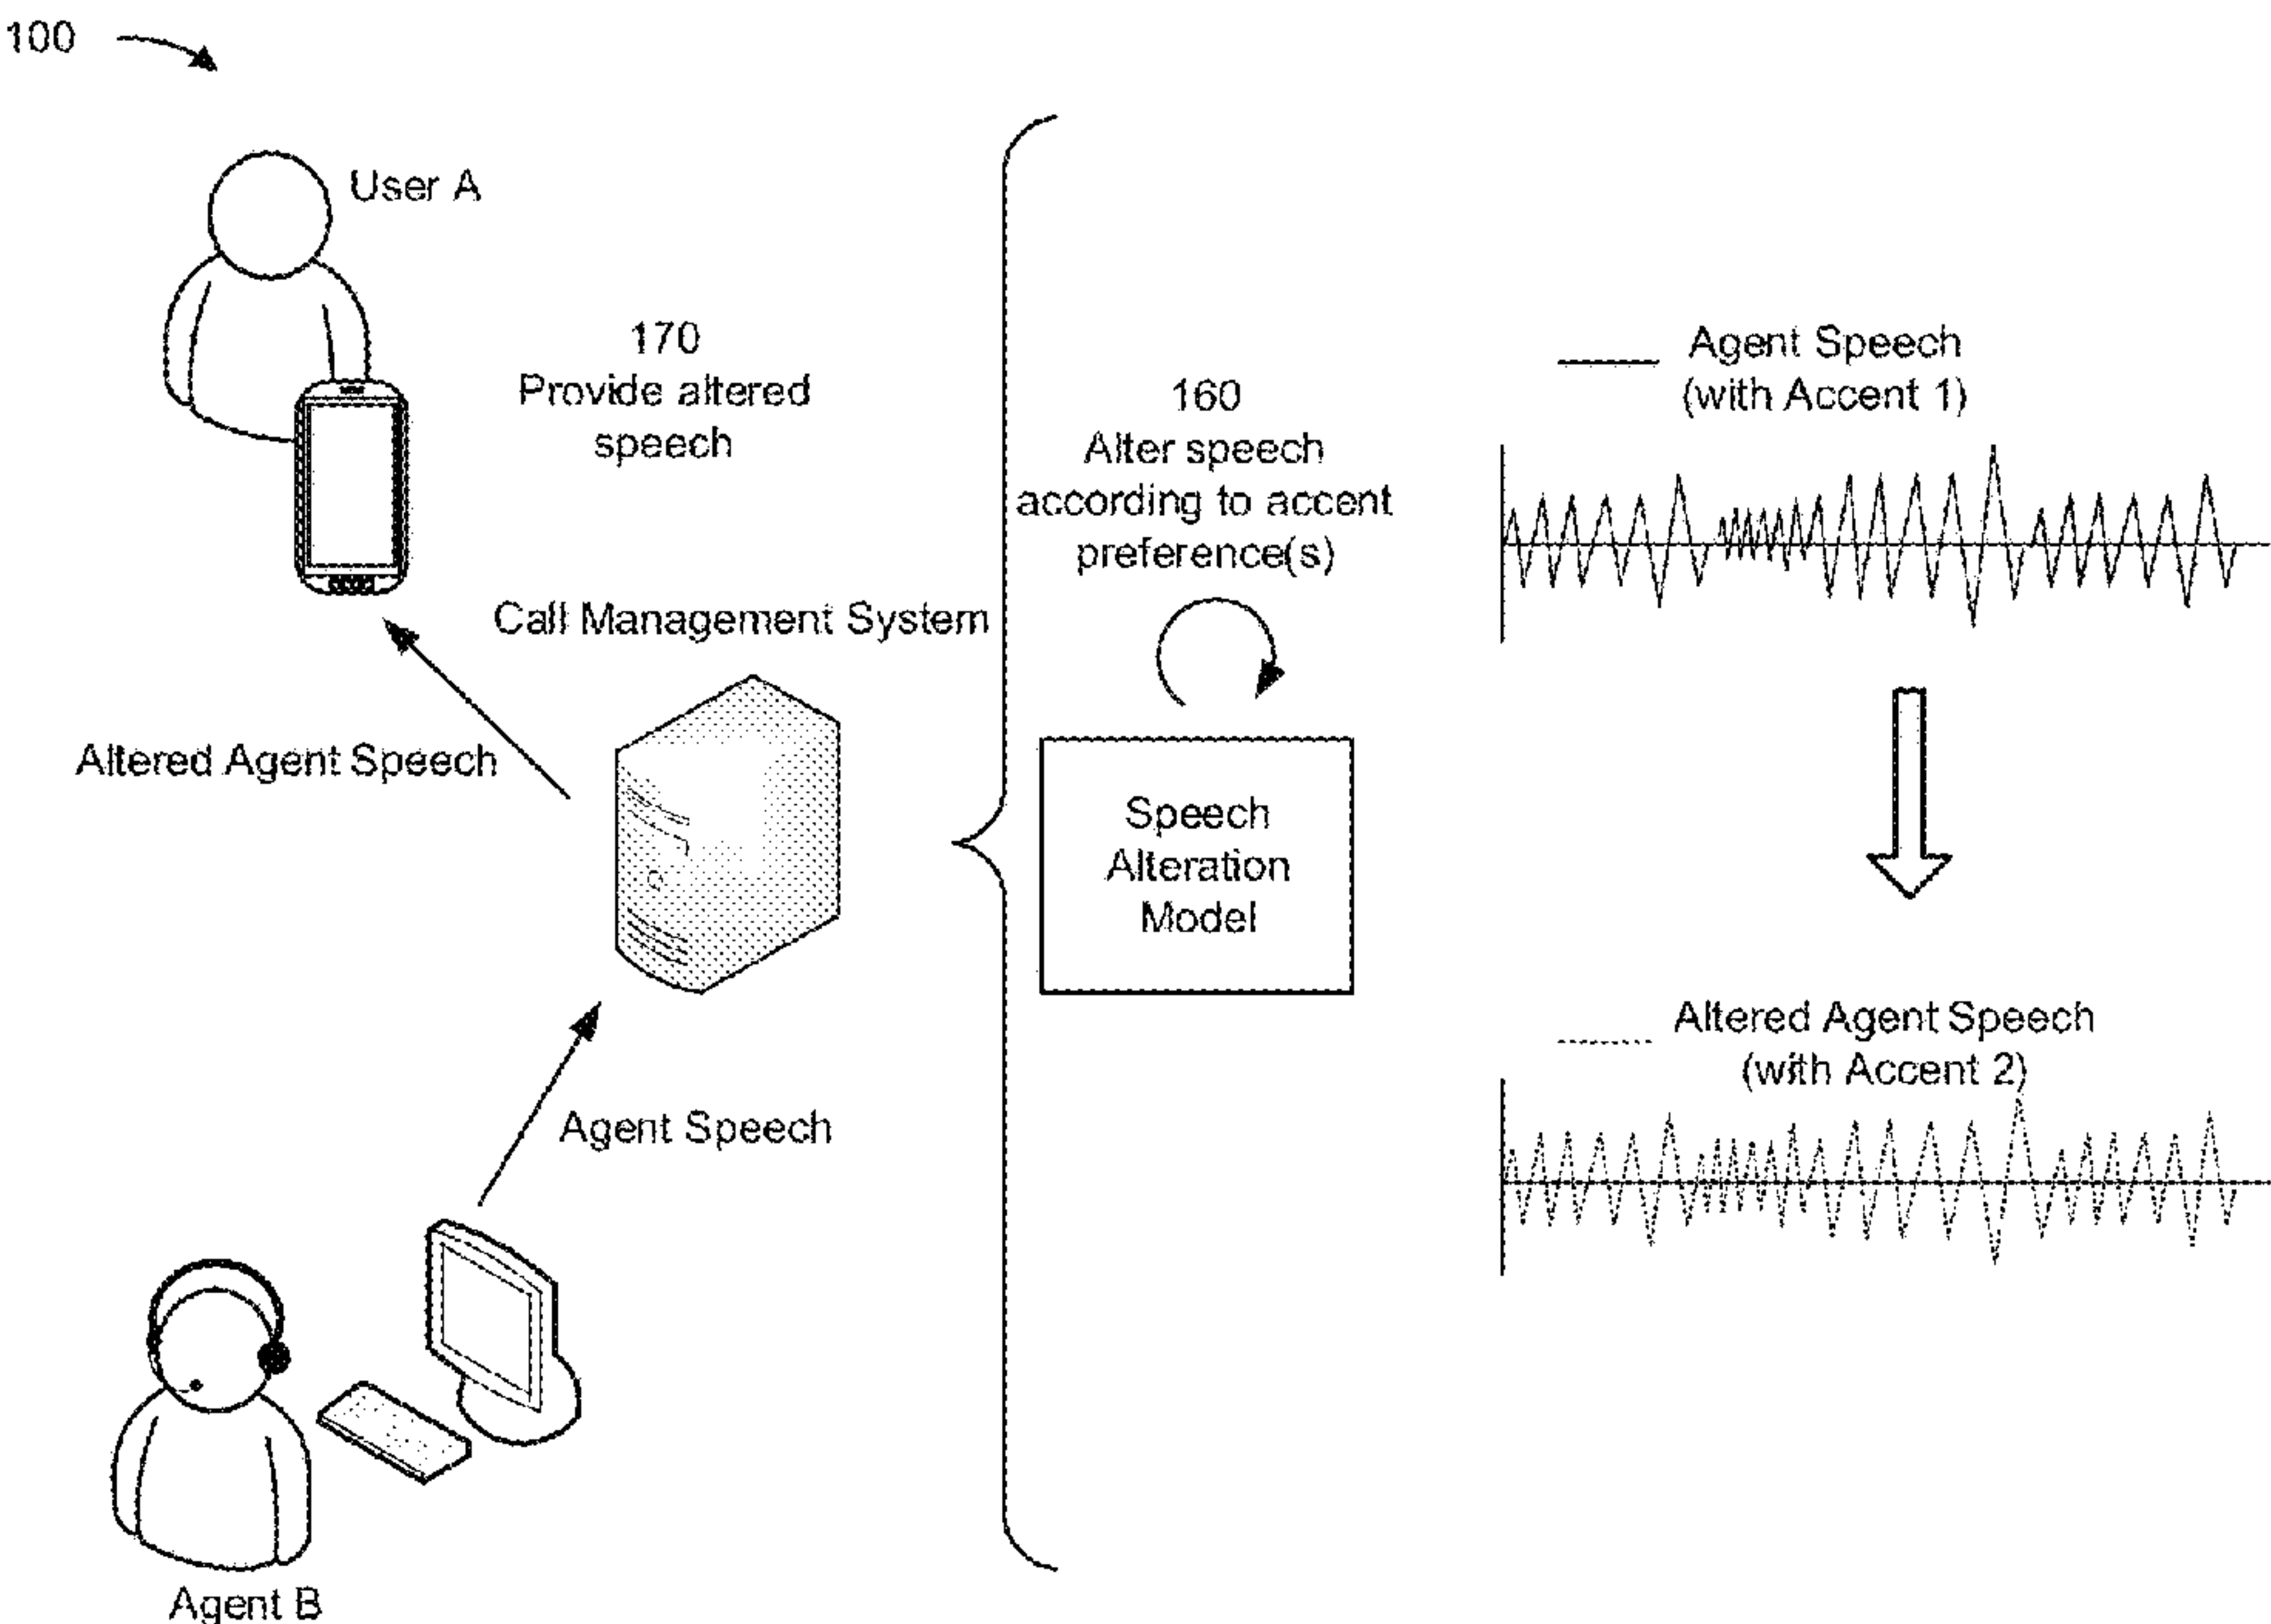 100
User A
170
Provide altered
speech
Call Management System
Altered Agent Speech
Agent Speech
Agent B
160
Alter speech
according to accent
preference(s)
Speech
Alteration
Model
Agent Speech
(with Accent 1)
Altered Agent Speech
(with Accent 2)